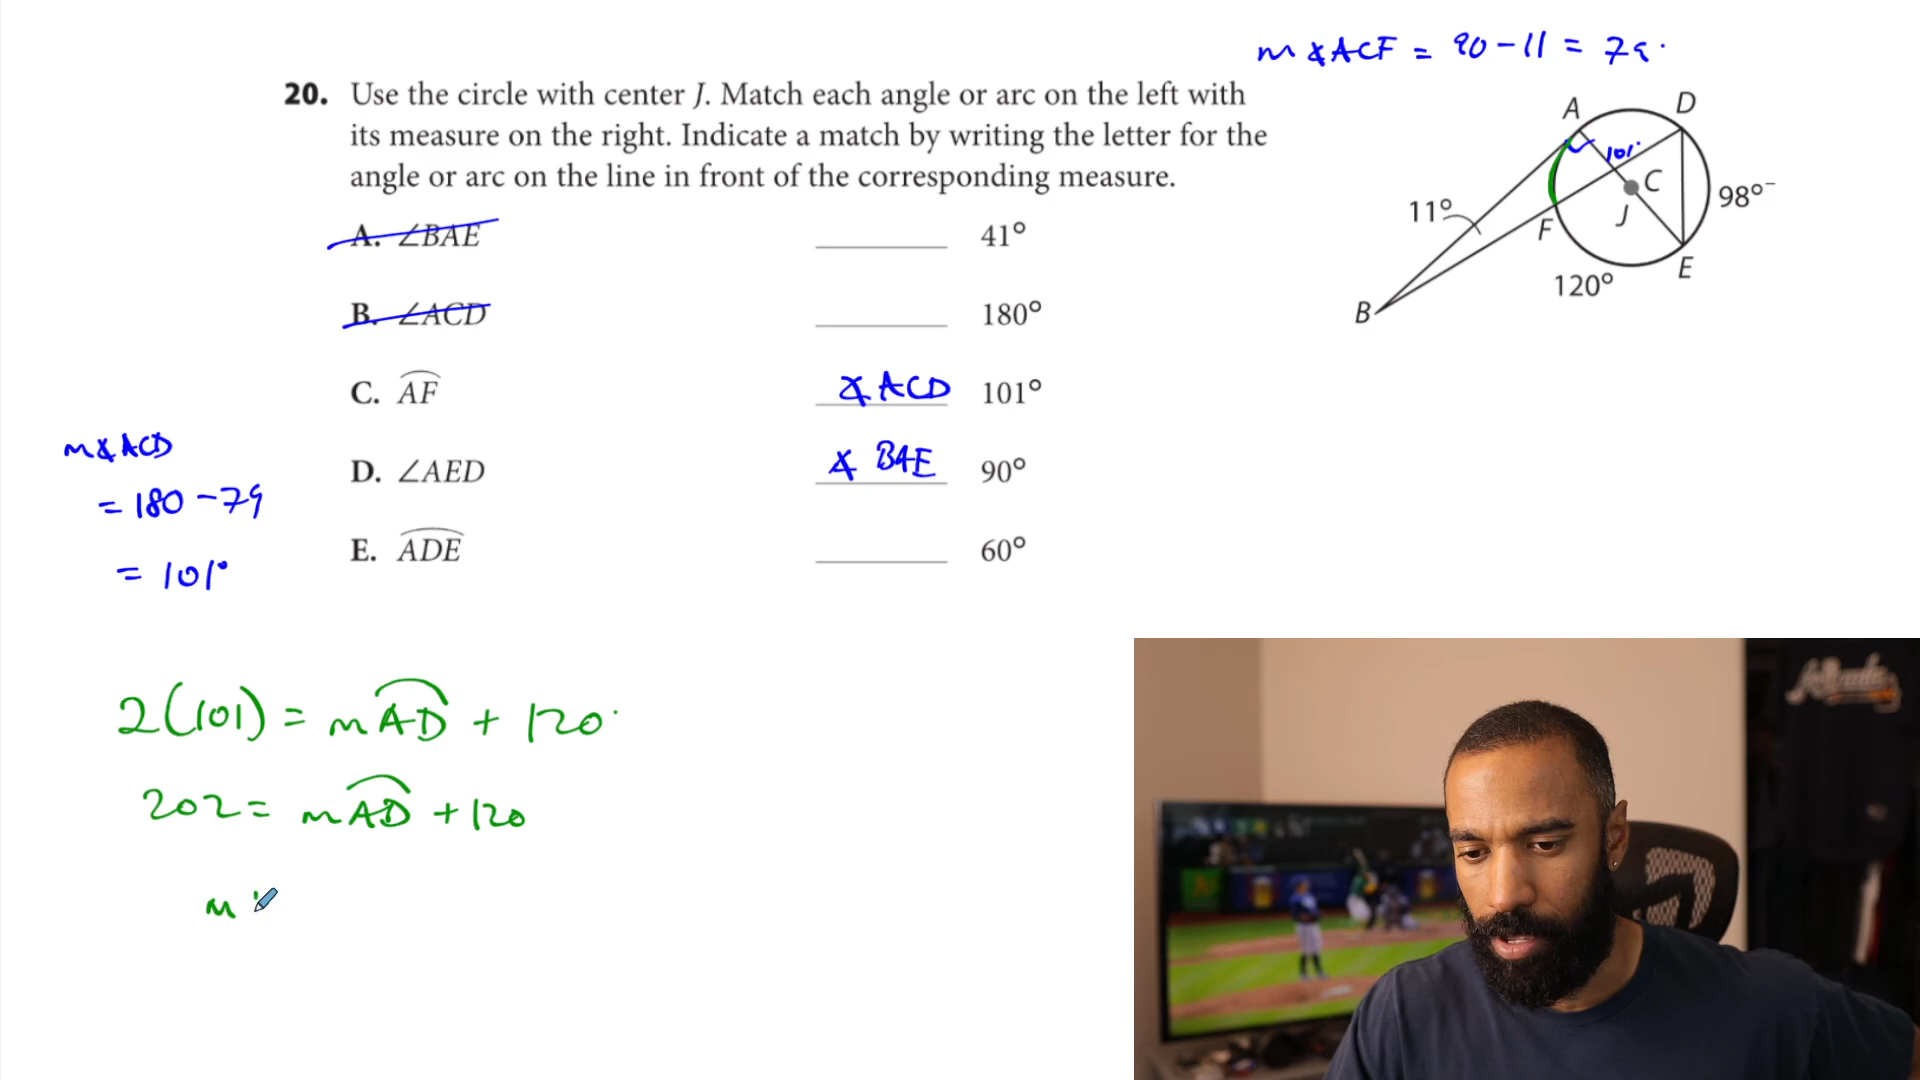 m∡ACF = 90 - 11 = 79°
20. Use the circle with center J. Match each angle or arc on the left with
its measure on the right. Indicate a match by writing the letter for the
angle or arc on the line in front of the corresponding measure.
A. ∠BAE ________ 41°
B. ∠ACD ________ 180°
C. AF ∡ACD 101°
D. ∠AED ∡BAE 90°
E. ADE ________ 60°
A
D
101°
C
98°
11°
J
F
E
120°
B
m∡ACD
= 180 - 79
= 101°
2(101) = mAD + 120°
202 = mAD + 120
m